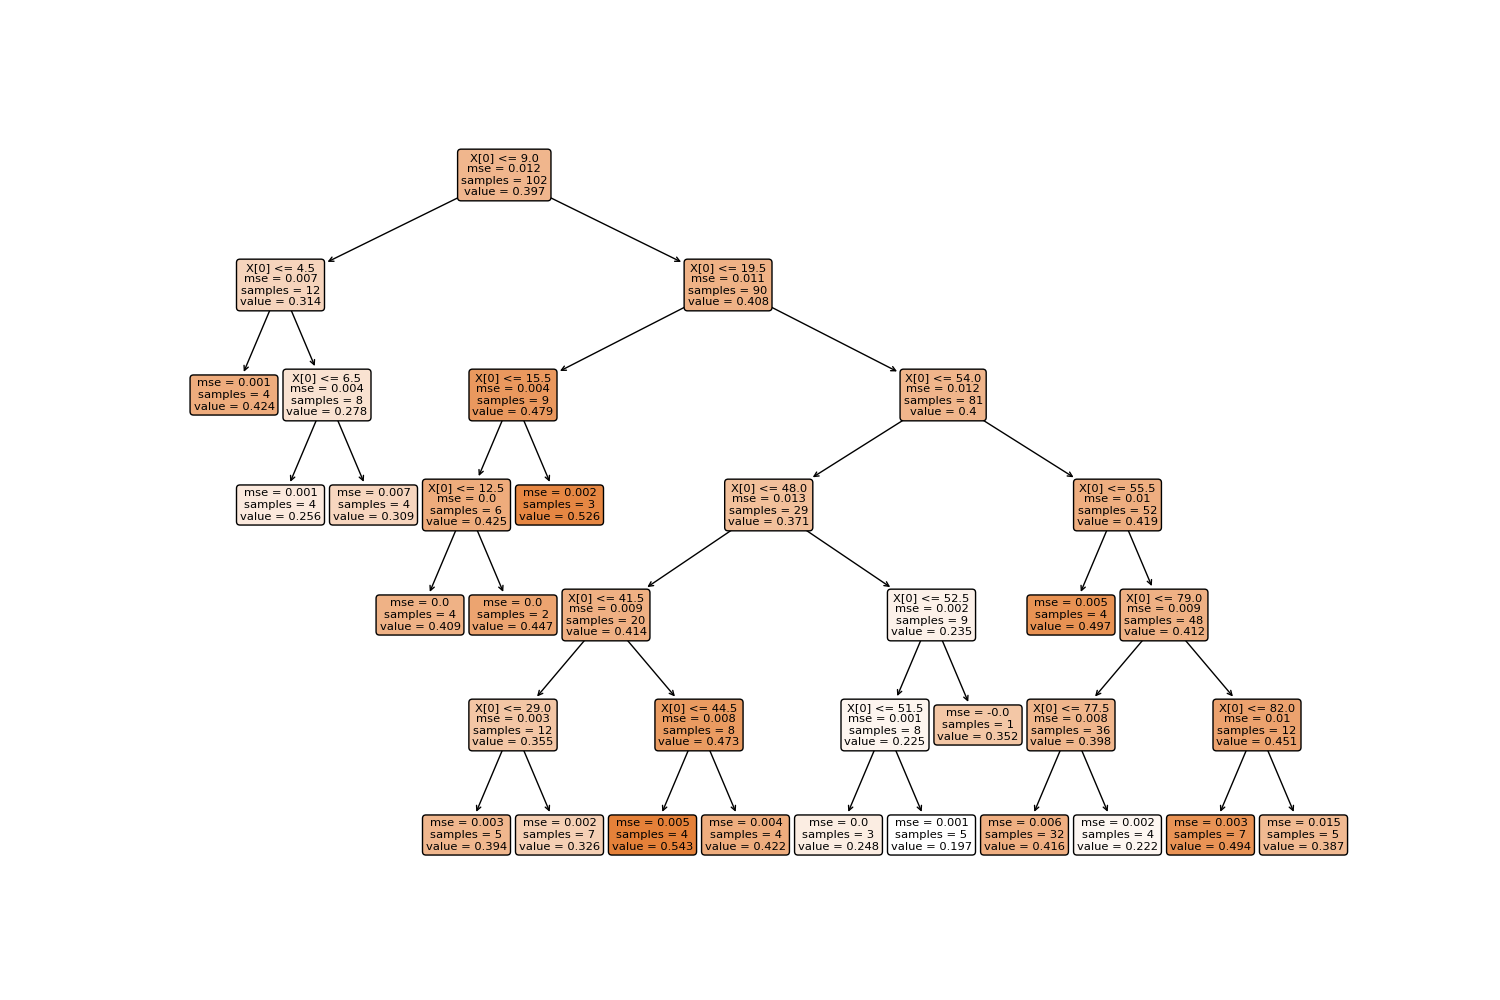 X[0] <= 9.0
mse = 0.012
samples = 102
value = 0.397
X[0] <= 4.5
mse = 0.007
samples = 12
value = 0.314
X[0] <= 19.5
mse = 0.011
samples = 90
value = 0.408
mse = 0.001
samples = 4
value = 0.424
X[0] <= 6.5
mse = 0.004
samples = 8
value = 0.278
X[0] <= 15.5
mse = 0.004
samples = 9
value = 0.479
X[0] <= 54.0
mse = 0.012
samples = 81
value = 0.4
mse = 0.001
samples = 4
value = 0.256
mse = 0.007
samples = 4
value = 0.309
X[0] <= 12.5
mse = 0.0
samples = 6
value = 0.425
mse = 0.002
samples = 3
value = 0.526
X[0] <= 48.0
mse = 0.013
samples = 29
value = 0.371
X[0] <= 55.5
mse = 0.01
samples = 52
value = 0.419
mse = 0.0
samples = 4
value = 0.409
mse = 0.0
samples = 2
value = 0.447
X[0] <= 41.5
mse = 0.009
samples = 20
value = 0.414
X[0] <= 52.5
mse = 0.002
samples = 9
value = 0.235
mse = 0.005
samples = 4
value = 0.497
X[0] <= 79.0
mse = 0.009
samples = 48
value = 0.412
X[0] <= 29.0
mse = 0.003
samples = 12
value = 0.355
X[0] <= 44.5
mse = 0.008
samples = 8
value = 0.473
X[0] <= 51.5
mse = 0.001
samples = 8
value = 0.225
mse = -0.0
samples = 1
value = 0.352
X[0] <= 77.5
mse = 0.008
samples = 36
value = 0.398
X[0] <= 82.0
mse = 0.01
samples = 12
value = 0.451
mse = 0.003
samples = 5
value = 0.394
mse = 0.002
samples = 7
value = 0.326
mse = 0.005
samples = 4
value = 0.543
mse = 0.004
samples = 4
value = 0.422
mse = 0.0
samples = 3
value = 0.248
mse = 0.001
samples = 5
value = 0.197
mse = 0.006
samples = 32
value = 0.416
mse = 0.002
samples = 4
value = 0.222
mse = 0.003
samples = 7
value = 0.494
mse = 0.015
samples = 5
value = 0.387